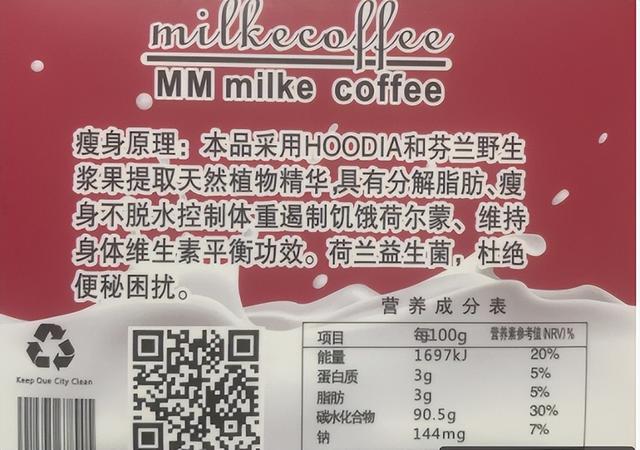 milkecoffee
MM milke coffee
瘦身原理：本品采用HOODIA和芬兰野生
浆果提取天然植物精华,具有分解脂肪、瘦
身不脱水控制体重遏制饥饿荷尔蒙、维持
身体维生素平衡功效。荷兰益生菌，杜绝
便秘困扰。
营养成分表
项目 每100g 营养素参考值(NRV)%
能量 1697kJ 20%
蛋白质 3g 5%
脂肪 3g 5%
碳水化合物 90.5g 30%
钠 144mg 7%
Keep Oue City Clean